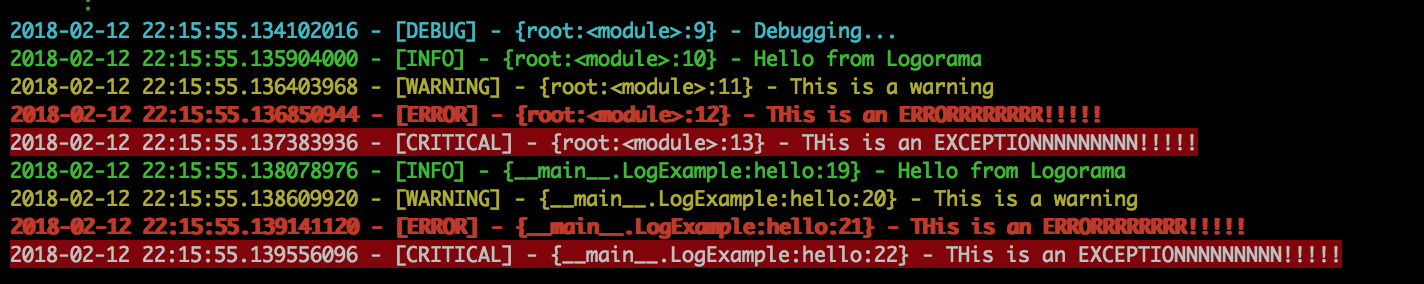 2018-02-12 22:15:55.134102016 - [DEBUG] - {root:<module>:9} - Debugging...
2018-02-12 22:15:55.135904000 - [INFO] - {root:<module>:10} - Hello from Logorama
2018-02-12 22:15:55.136403968 - [WARNING] - {root:<module>:11} - This is a warning
2018-02-12 22:15:55.136850944 - [ERROR] - {root:<module>:12} - THis is an ERRORRRRRRRR!!!!!
2018-02-12 22:15:55.137383936 - [CRITICAL] - {root:<module>:13} - THis is an EXCEPTIONNNNNNNNN!!!!!
2018-02-12 22:15:55.138078976 - [INFO] - {__main__.LogExample:hello:19} - Hello from Logorama
2018-02-12 22:15:55.138609920 - [WARNING] - {__main__.LogExample:hello:20} - This is a warning
2018-02-12 22:15:55.139141120 - [ERROR] - {__main__.LogExample:hello:21} - THis is an ERRORRRRRRRR!!!!!
2018-02-12 22:15:55.139556096 - [CRITICAL] - {__main__.LogExample:hello:22} - THis is an EXCEPTIONNNNNNNNN!!!!!